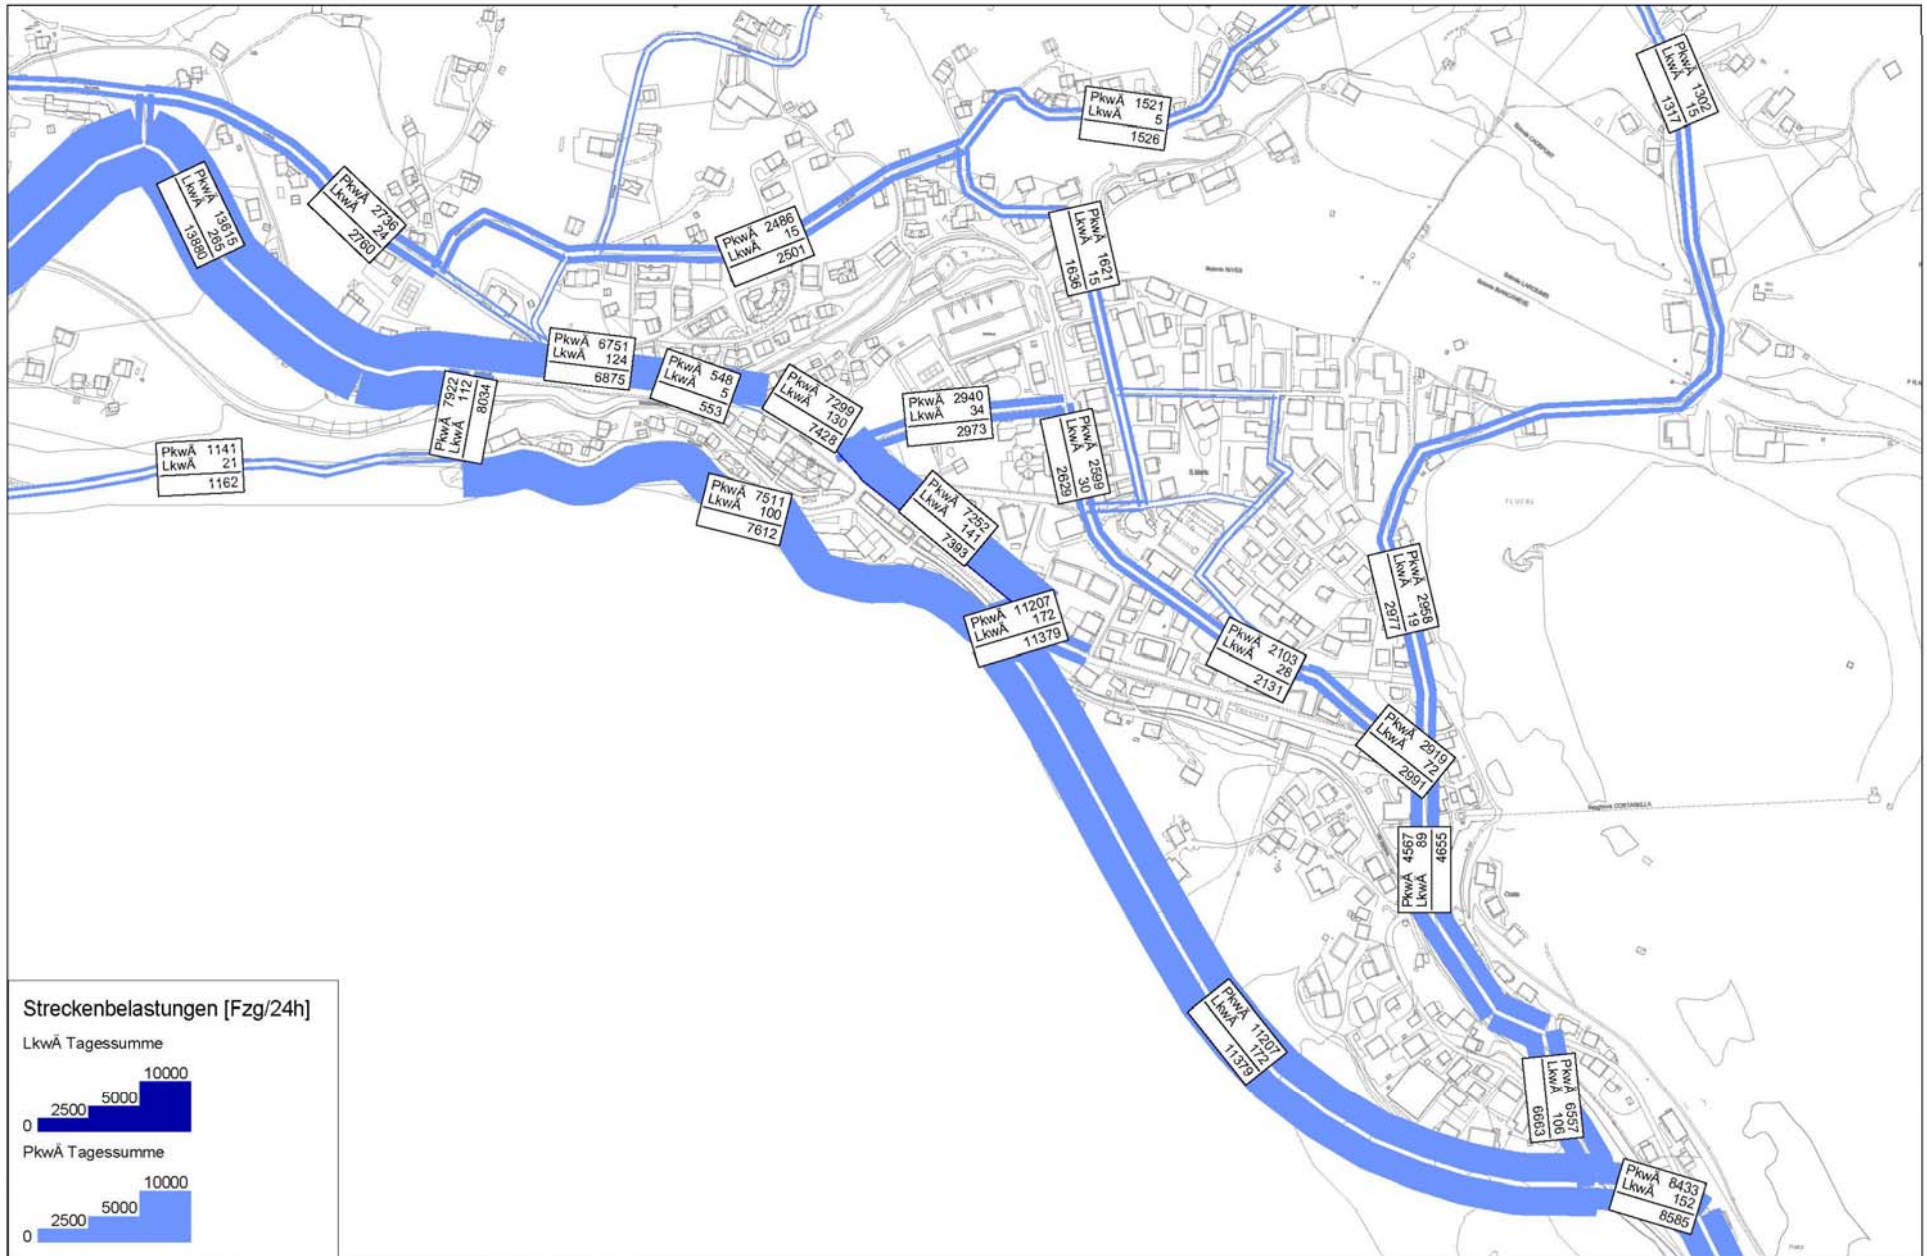 PkwÄ 1302
LkwÄ 15
1317
PkwÄ 1521
LkwÄ 5
1526
PkwÄ 13615
LkwÄ 265
13880
PkwÄ 2736
LkwÄ 24
2760
PkwÄ 2486
LkwÄ 15
2501
PkwÄ 1621
LkwÄ 15
1636
PkwÄ 6751
LkwÄ 124
6875
PkwÄ 548
LkwÄ 5
553
PkwÄ 7299
LkwÄ 130
7428
PkwÄ 2940
LkwÄ 34
2973
PkwÄ 7922
LkwÄ 112
8034
PkwÄ 1141
LkwÄ 21
1162
PkwÄ 2599
LkwÄ 30
2629
PkwÄ 7511
LkwÄ 100
7612
PkwÄ 7252
LkwÄ 141
7393
PkwÄ 2958
LkwÄ 19
2977
PkwÄ 11207
LkwÄ 172
11379
PkwÄ 2103
LkwÄ 28
2131
PkwÄ 2919
LkwÄ 72
2991
PkwÄ 4567
LkwÄ 89
4655
PkwÄ 11207
LkwÄ 172
11379
PkwÄ 6557
LkwÄ 106
6663
PkwÄ 8433
LkwÄ 152
8585
Streckenbelastungen [Fzg/24h]
LkwÄ Tagessumme
0 2500 5000 10000
PkwÄ Tagessumme
0 2500 5000 10000